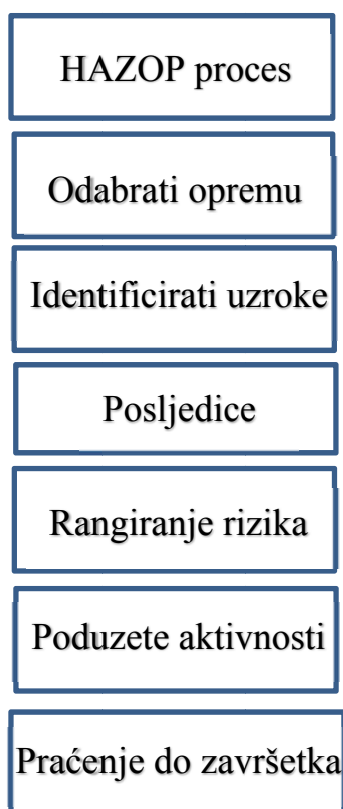 HAZOP proces
Odabrati opremu
Identificirati uzroke
Posljedice
Rangiranje rizika
Poduzete aktivnosti
Praćenje do završetka